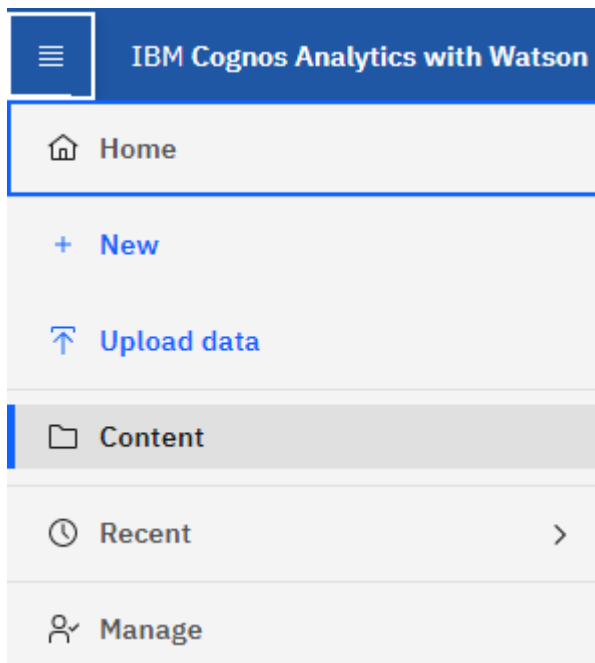 IBM Cognos Analytics with Watson
Home
New
Upload data
Content
Recent
Manage